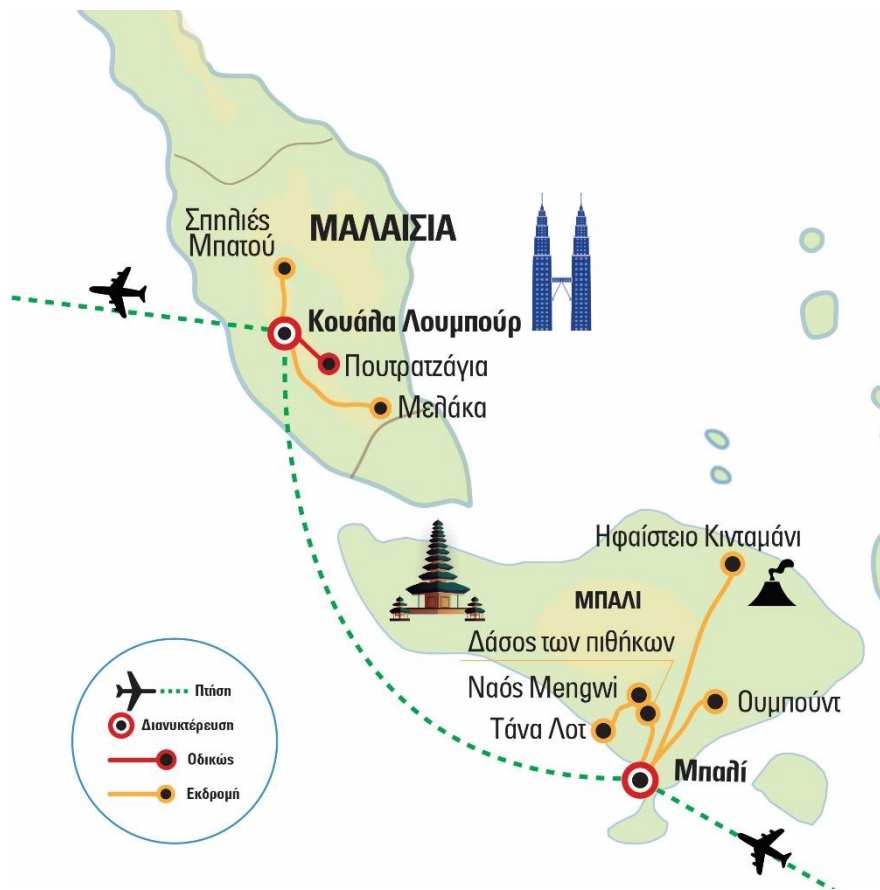 Σπηλιές
Μπατού
ΜΑΛΑΙΣΙΑ
Κουάλα Λουμπούρ
Πουτρατζάγια
Μελάκα
Ηφαίστειο Κινταμάνι
ΜΠΑΛΙ
Δάσος των πιθήκων
Ναός Mengwi
Τάνα Λοτ
Ουμπούντ
Μπαλί
Πτήση
Διανυκτέρευση
Οδικώς
Εκδρομή